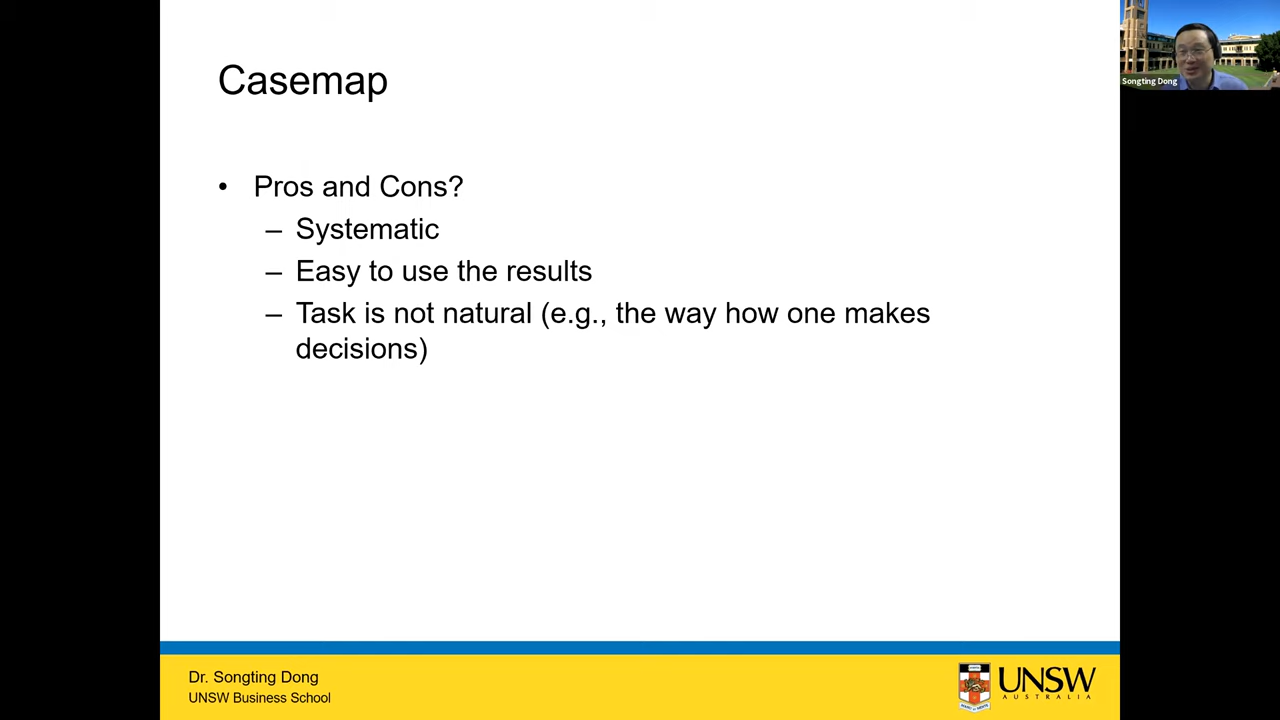 Casemap
Songting Dong
• Pros and Cons?
– Systematic
– Easy to use the results
– Task is not natural (e.g., the way how one makes
decisions)
Dr. Songting Dong
UNSW Business School
UNSW
AUSTRALIA